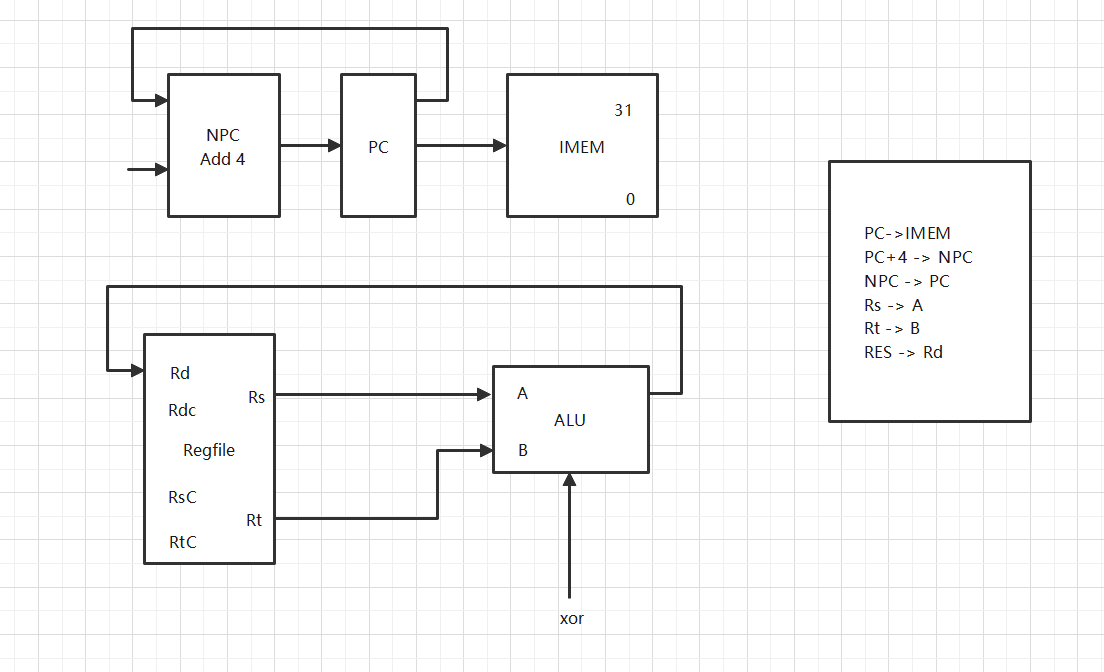 NPC
Add 4
PC
31
IMEM
0
PC->IMEM
PC+4 -> NPC
NPC -> PC
Rs -> A
Rt -> B
RES -> Rd
Rd
Rs
Rdc
Regfile
RsC
Rt
RtC
A
ALU
B
xor